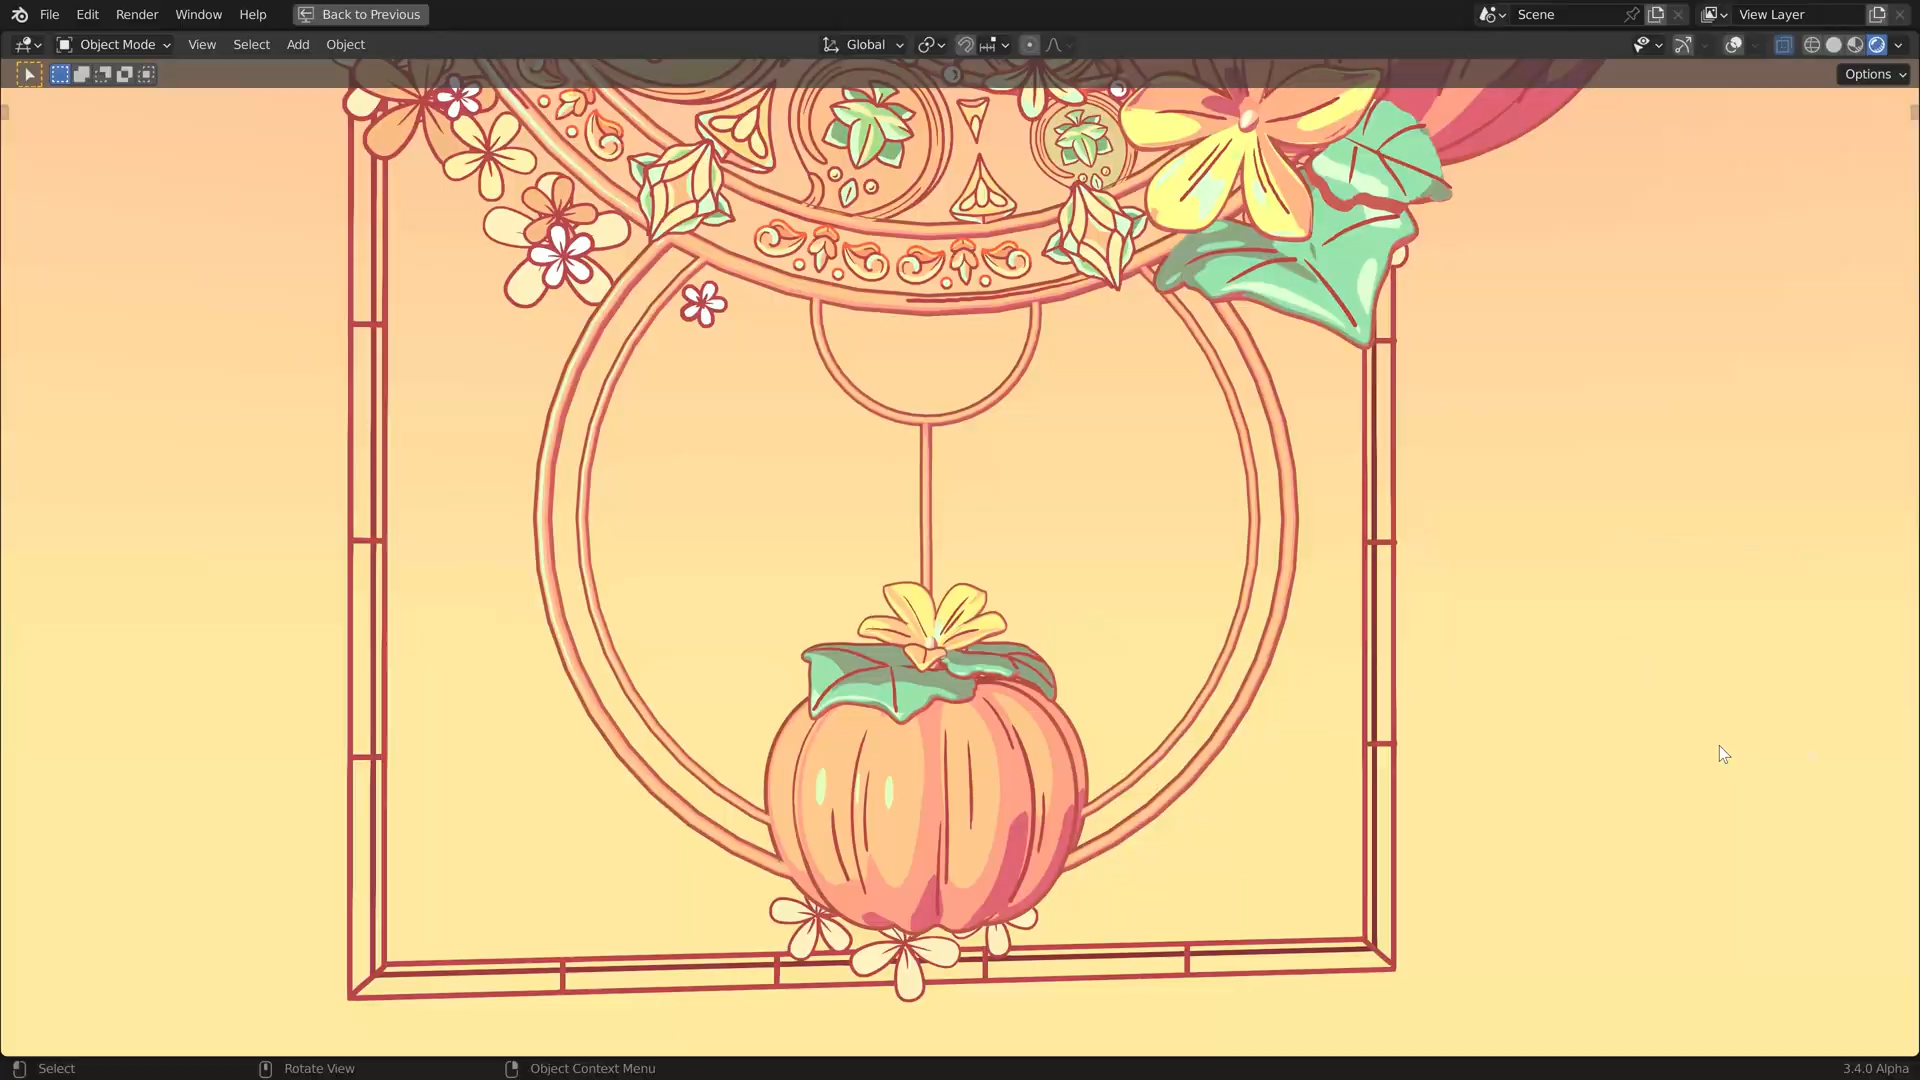 File Edit Render Window Help Back to Previous Scene View Layer
Object Mode View Select Add Object Global
Options
Select Rotate View Object Context Menu 3.4.0 Alpha